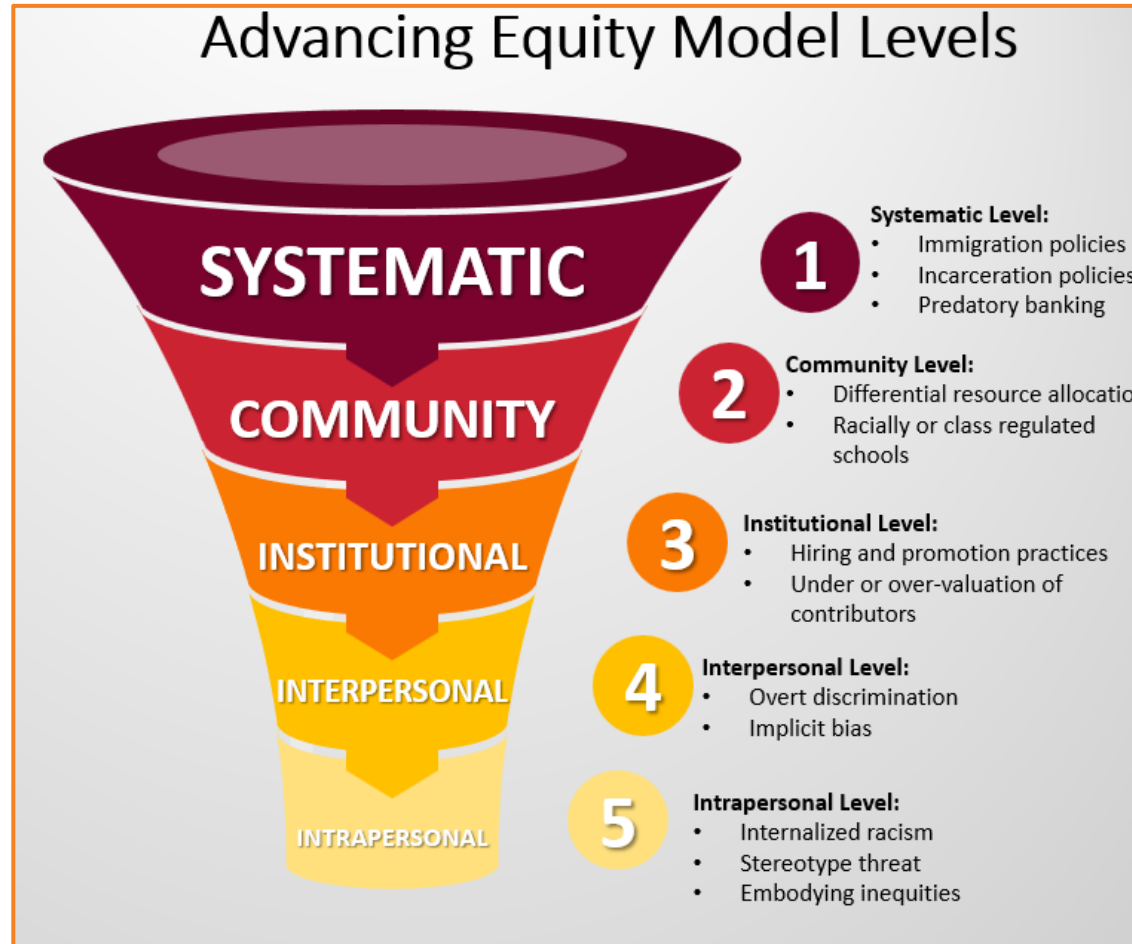 Advancing Equity Model Levels
SYSTEMATIC
COMMUNITY
INSTITUTIONAL
INTERPERSONAL
INTRAPERSONAL
1
Systematic Level:
• Immigration policies
• Incarceration policies
• Predatory banking
2
Community Level:
• Differential resource allocatio
• Racially or class regulated
schools
3
Institutional Level:
• Hiring and promotion practices
• Under or over-valuation of
contributors
4
Interpersonal Level:
• Overt discrimination
• Implicit bias
5
Intrapersonal Level:
• Internalized racism
• Stereotype threat
• Embodying inequities